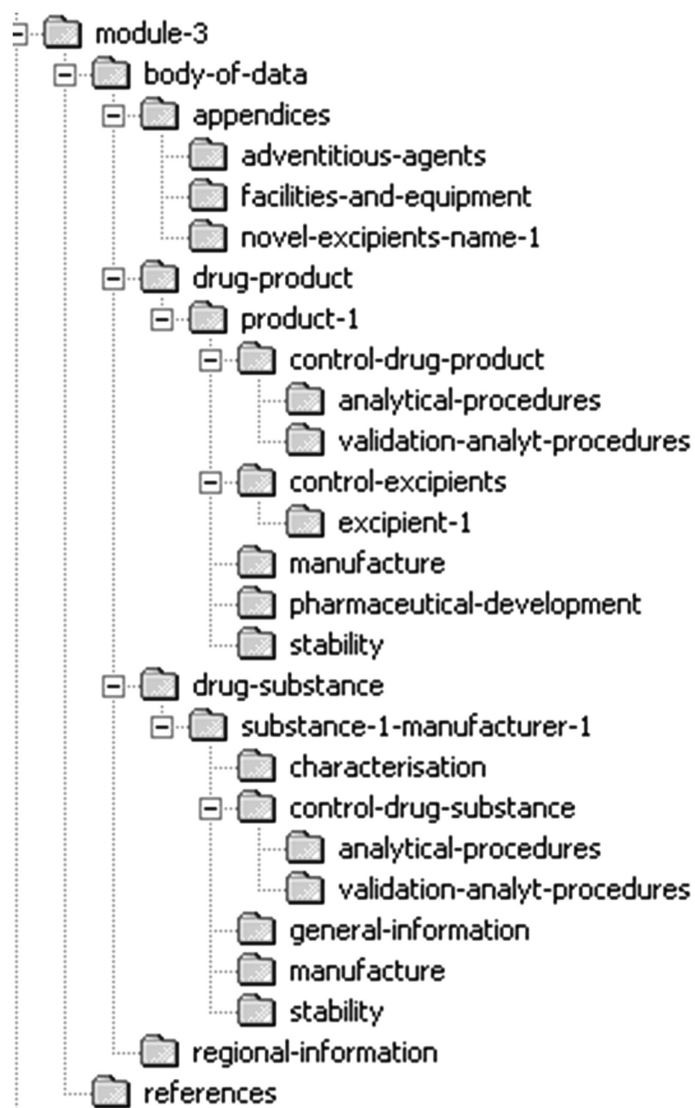 module-3
body-of-data
appendices
adventitious-agents
facilities-and-equipment
novel-excipients-name-1
drug-product
product-1
control-drug-product
analytical-procedures
validation-analyt-procedures
control-excipients
excipient-1
manufacture
pharmaceutical-development
stability
drug-substance
substance-1-manufacturer-1
characterisation
control-drug-substance
analytical-procedures
validation-analyt-procedures
general-information
manufacture
stability
regional-information
references